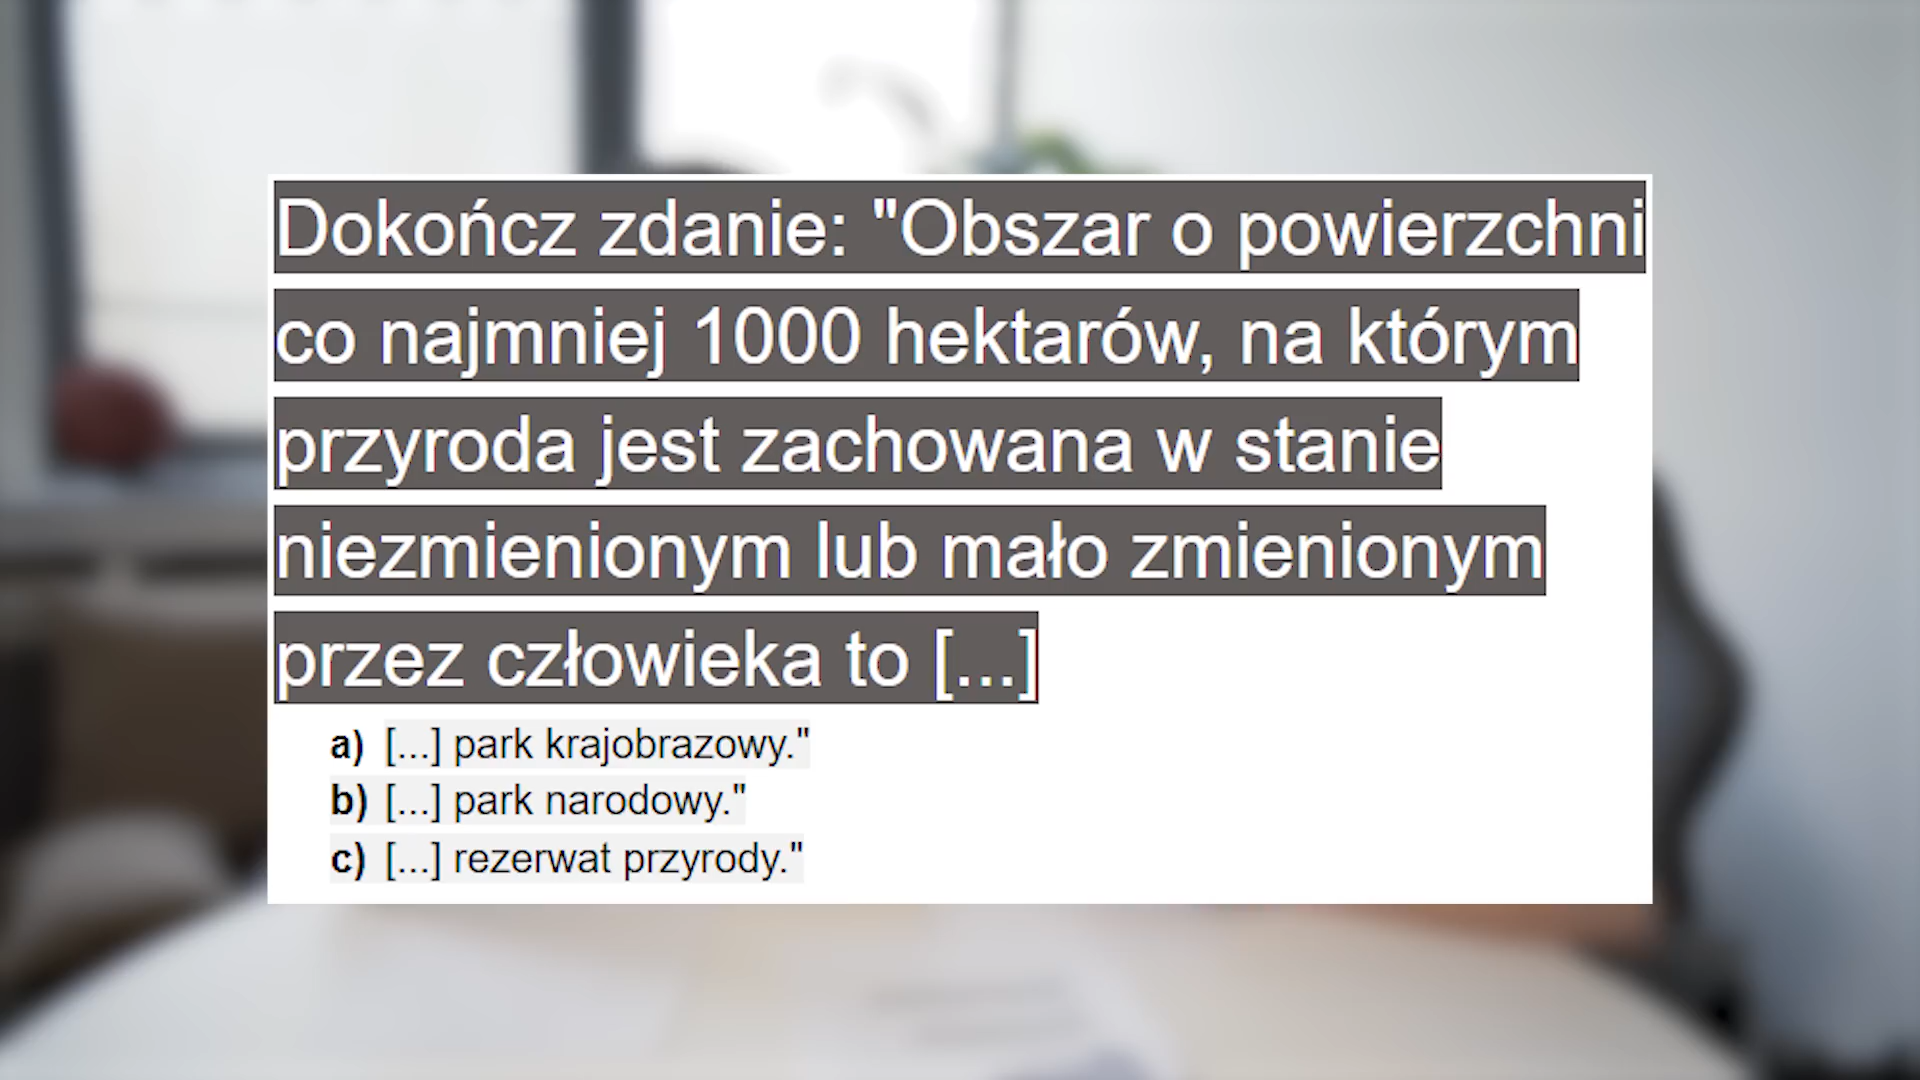 Dokończ zdanie: "Obszar o powierzchni
co najmniej 1000 hektarów, na którym
przyroda jest zachowana w stanie
niezmienionym lub mało zmienionym
przez człowieka to [...]
a) [...] park krajobrazowy."
b) [...] park narodowy."
c) [...] rezerwat przyrody."